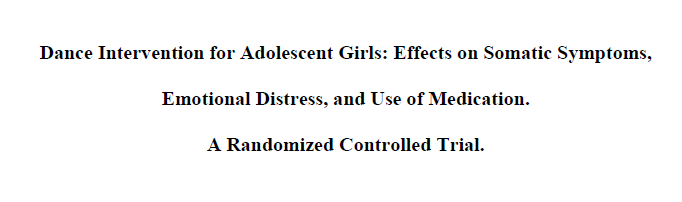 Dance Intervention for Adolescent Girls: Effects on Somatic Symptoms,
Emotional Distress, and Use of Medication.
A Randomized Controlled Trial.